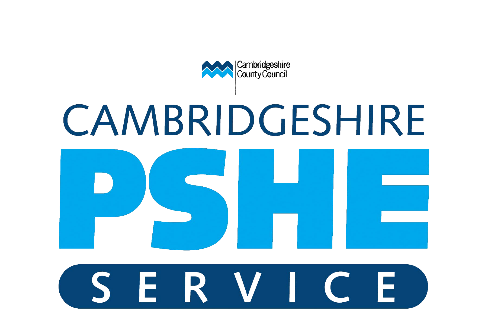 Cambridgeshire
County Council
CAMBRIDGESHIRE
PSHE
SERVICE